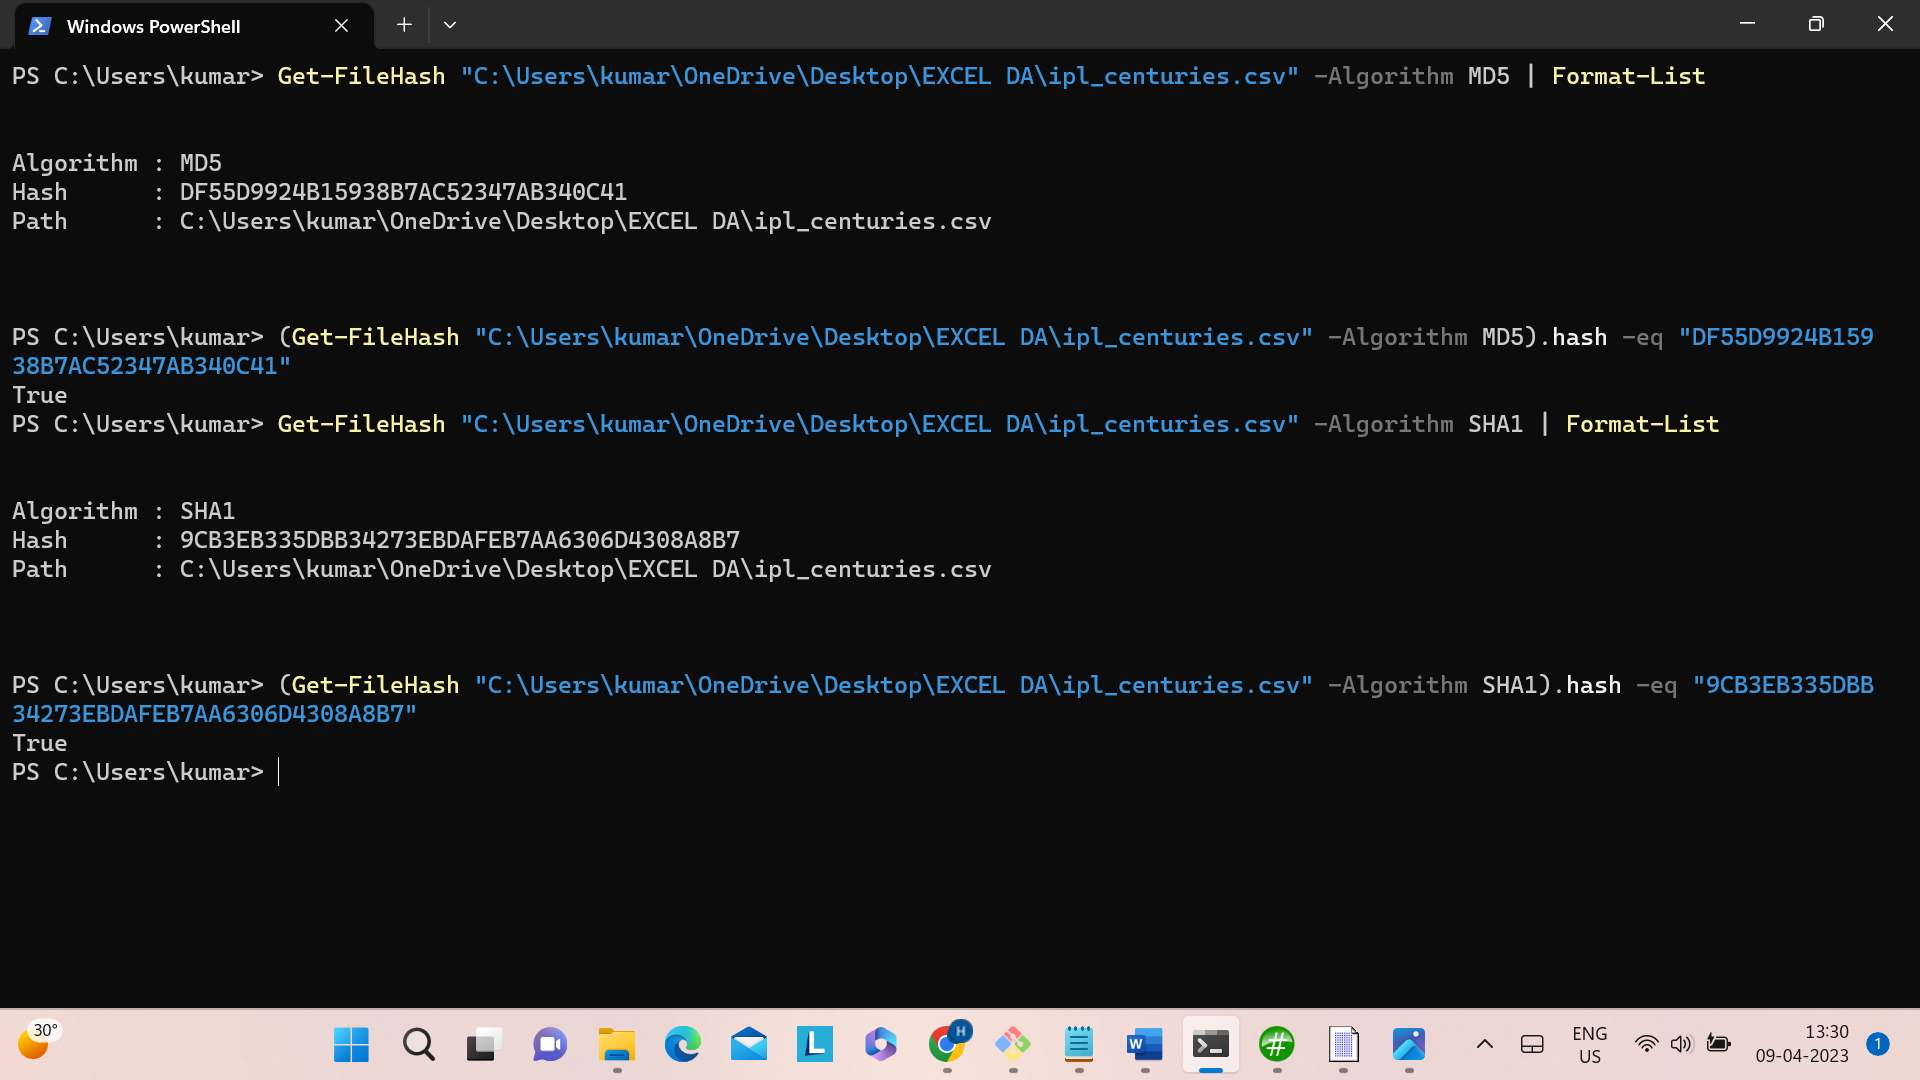 Windows PowerShell
PS C:\Users\kumar> Get-FileHash "C:\Users\kumar\OneDrive\Desktop\EXCEL DA\ipl_centuries.csv" -Algorithm MD5 | Format-List
Algorithm : MD5
Hash      : DF55D9924B15938B7AC52347AB340C41
Path      : C:\Users\kumar\OneDrive\Desktop\EXCEL DA\ipl_centuries.csv
PS C:\Users\kumar> (Get-FileHash "C:\Users\kumar\OneDrive\Desktop\EXCEL DA\ipl_centuries.csv" -Algorithm MD5).hash -eq "DF55D9924B159
38B7AC52347AB340C41"
True
PS C:\Users\kumar> Get-FileHash "C:\Users\kumar\OneDrive\Desktop\EXCEL DA\ipl_centuries.csv" -Algorithm SHA1 | Format-List
Algorithm : SHA1
Hash      : 9CB3EB335DBB34273EBDAFEB7AA6306D4308A8B7
Path      : C:\Users\kumar\OneDrive\Desktop\EXCEL DA\ipl_centuries.csv
PS C:\Users\kumar> (Get-FileHash "C:\Users\kumar\OneDrive\Desktop\EXCEL DA\ipl_centuries.csv" -Algorithm SHA1).hash -eq "9CB3EB335DBB
34273EBDAFEB7AA6306D4308A8B7"
True
PS C:\Users\kumar>
30°
L
H
W
#
ENG
US
13:30
09-04-2023
1